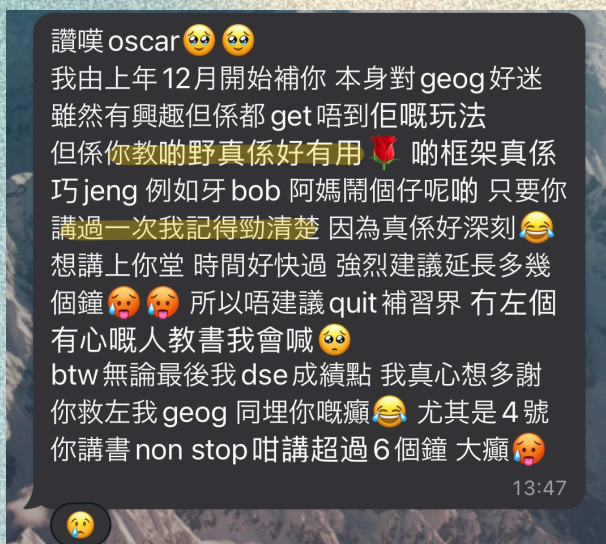 讚嘆oscar🥹🥹
我由上年12月開始補你 本身對geog好迷
雖然有興趣但係都get唔到佢嘅玩法
但係你教啲野真係好有用🌹 啲框架真係
巧jeng 例如牙bob 阿媽鬧個仔呢啲 只要你
講過一次我記得勁清楚 因為真係好深刻😂
想講上你堂 時間好快過 強烈建議延長多幾
個鐘🥵🥵 所以唔建議quit補習界 冇左個
有心嘅人教書我會喊🥺
btw無論最後我dse成績點 我真心想多謝
你救左我geog 同埋你嘅癲😂 尤其是4號
你講書non stop咁講超過6個鐘 大癲🥵
13:47